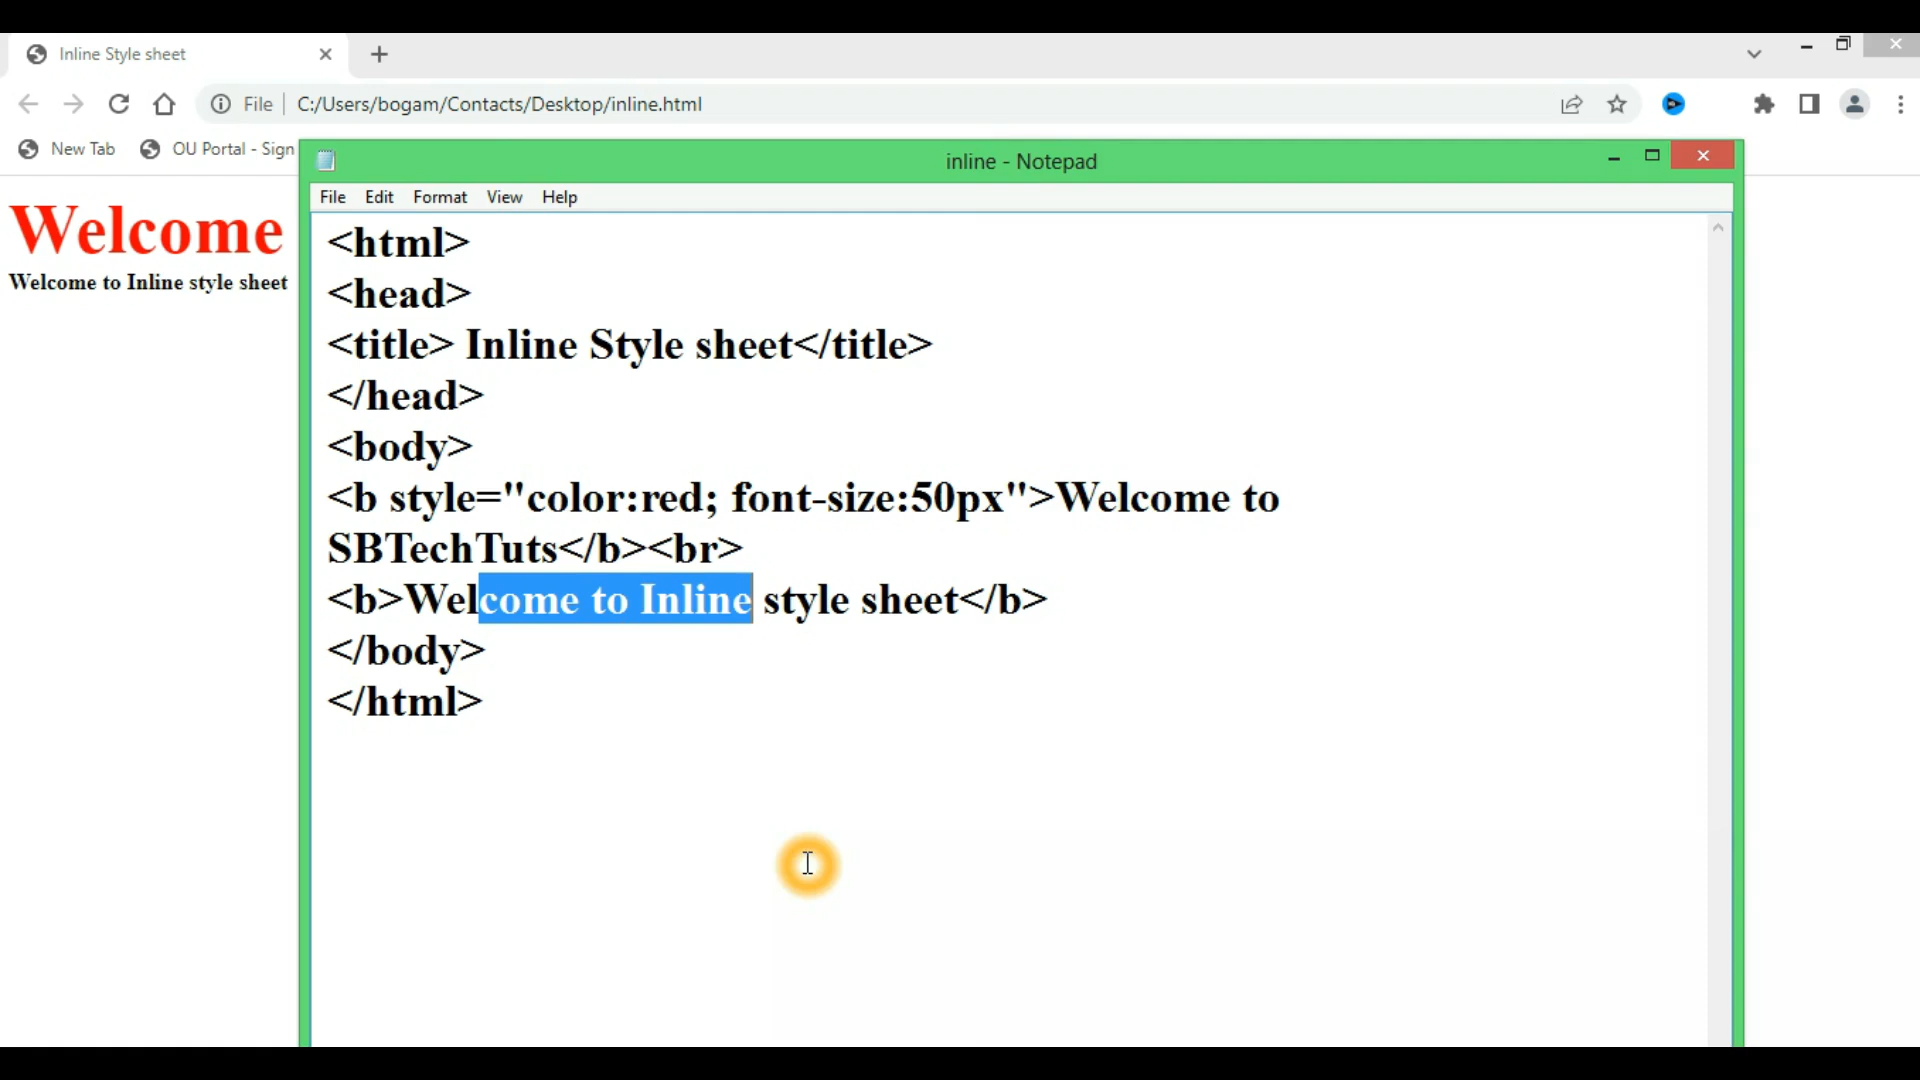 Inline Style sheet
File C:/Users/bogam/Contacts/Desktop/inline.html
New Tab OU Portal - Sign
inline - Notepad
File Edit Format View Help
Welcome
Welcome to Inline style sheet
<html>
<head>
<title> Inline Style sheet</title>
</head>
<body>
<b style="color:red; font-size:50px">Welcome to
SBTechTuts</b><br>
<b>Welcome to Inline style sheet</b>
</body>
</html>